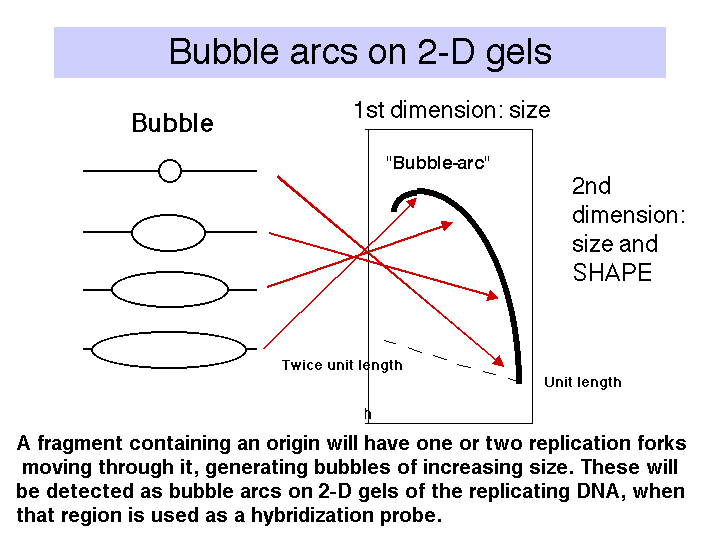 Bubble arcs on 2-D gels
1st dimension: size
Bubble
"Bubble-arc"
2nd
dimension:
size and
SHAPE
Twice unit length
Unit length
h
A fragment containing an origin will have one or two replication forks
moving through it, generating bubbles of increasing size. These will
be detected as bubble arcs on 2-D gels of the replicating DNA, when
that region is used as a hybridization probe.